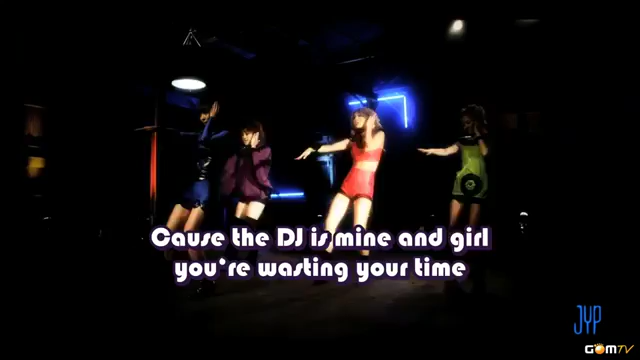 Cause the DJ is mine and girl
you're wasting your time
JYP
GOMTV